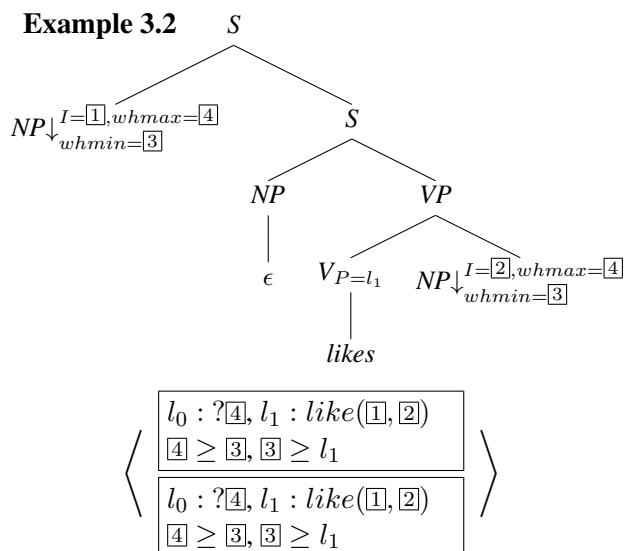 Example 3.2 S
NP↓ I=[1],whmax=[4] whmin=[3]
S
NP VP
ϵ V P=l₁ NP↓ I=[2],whmax=[4] whmin=[3]
likes
l₀ : ?[4], l₁ : like([1], [2])
[4] ≥ [3], [3] ≥ l₁
l₀ : ?[4], l₁ : like([1], [2])
[4] ≥ [3], [3] ≥ l₁